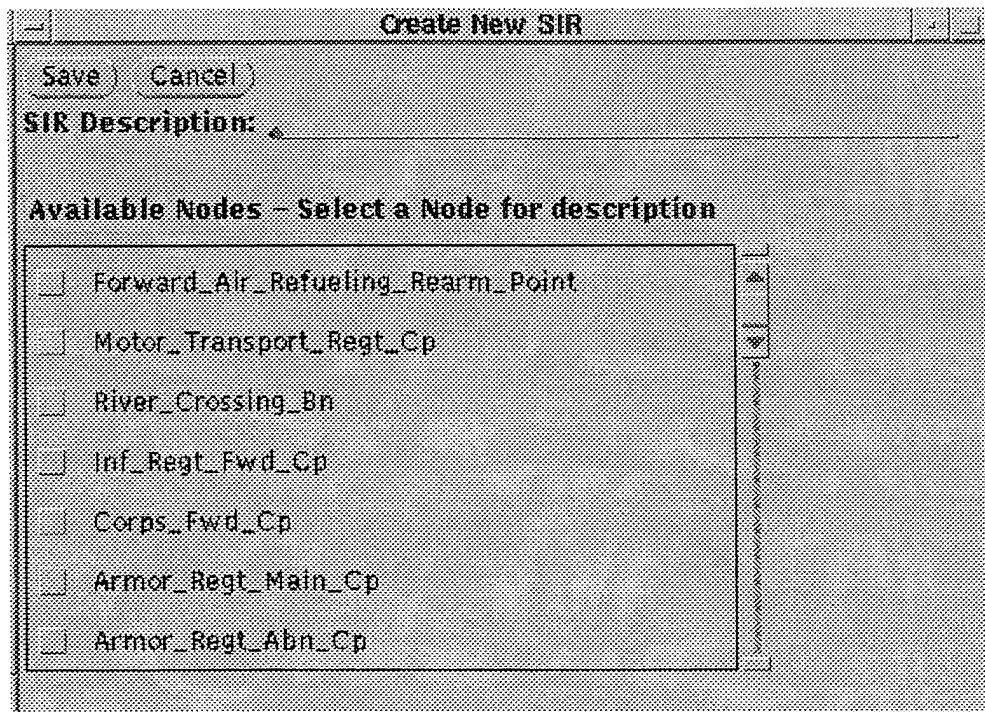 Create New SIR
Save Cancel
SIR Description:
Available Nodes – Select a Node for description
Forward_Air_Refueling_Rearm_Point
Motor_Transport_Regt_Cp
River_Crossing_Bn
Inf_Regt_Fwd_Cp
Corps_Fwd_Cp
Armor_Regt_Main_Cp
Armor_Regt_Abn_Cp